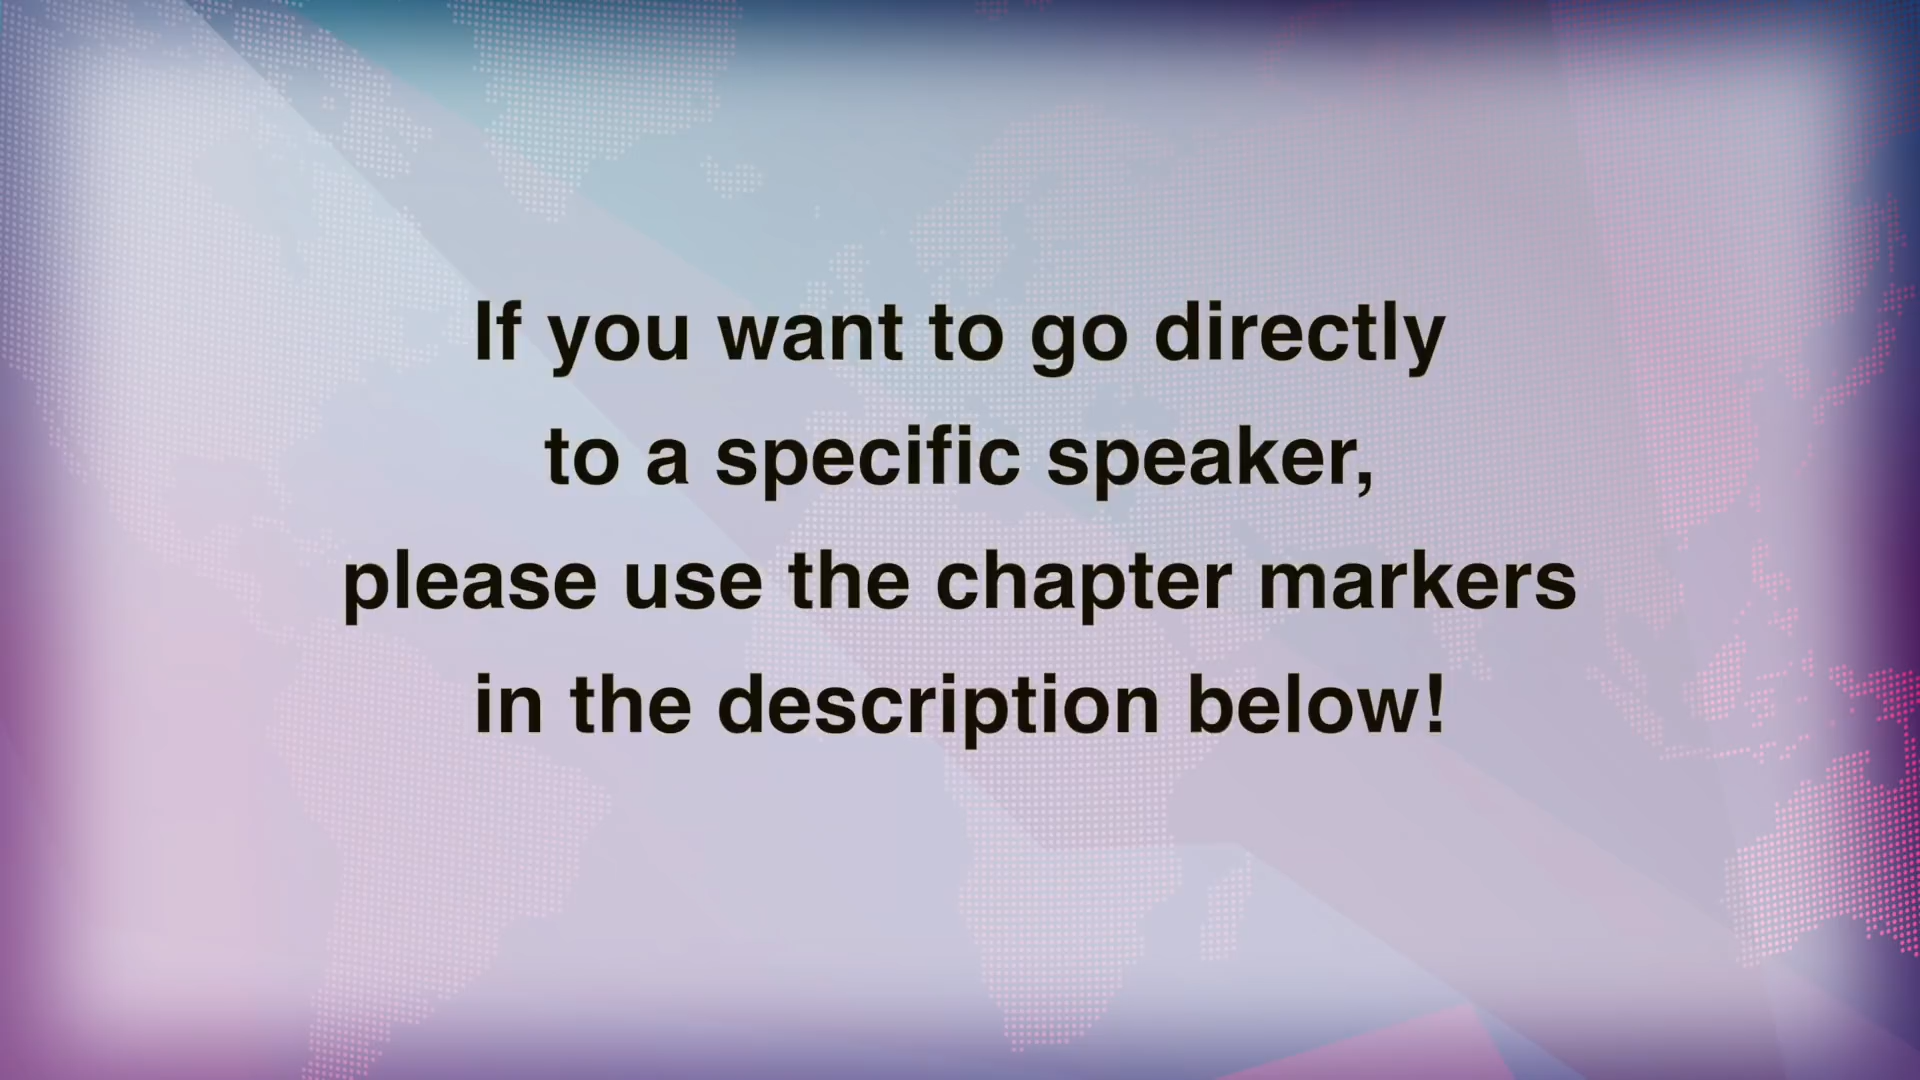 If you want to go directly
to a specific speaker,
please use the chapter markers
in the description below!